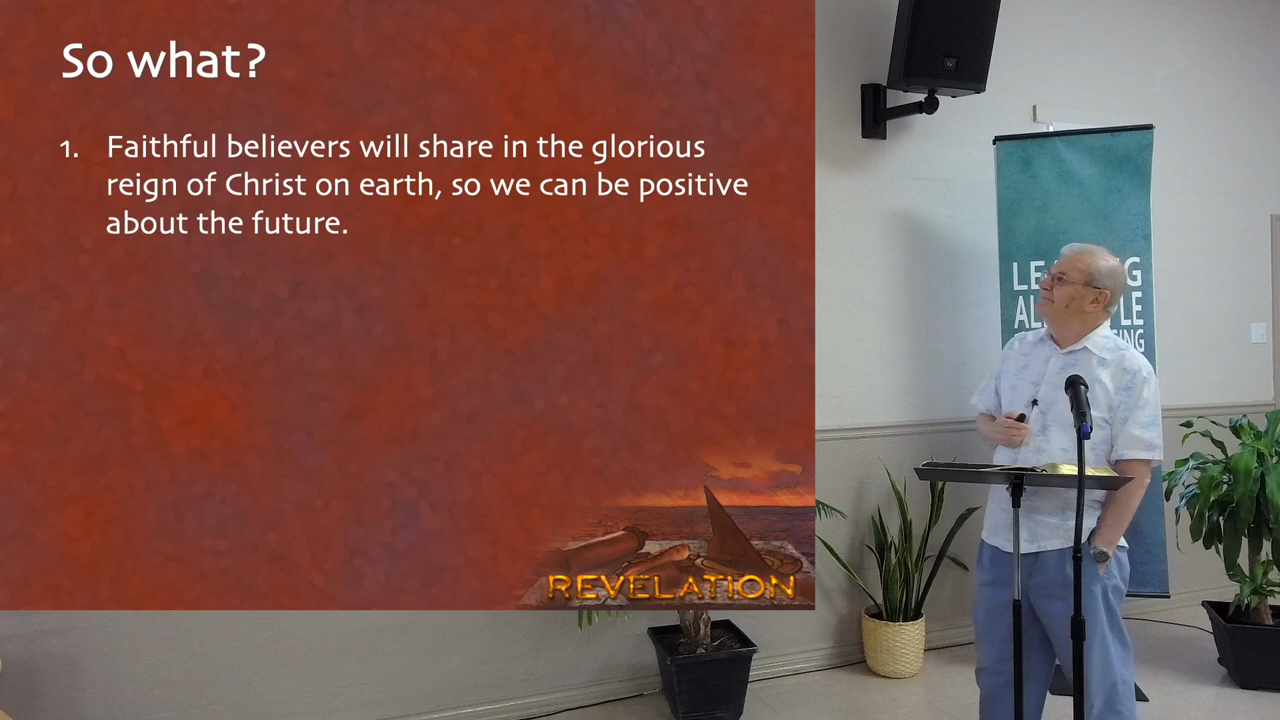 So what?
1. Faithful believers will share in the glorious
reign of Christ on earth, so we can be positive
about the future.
REVELATION
ALL